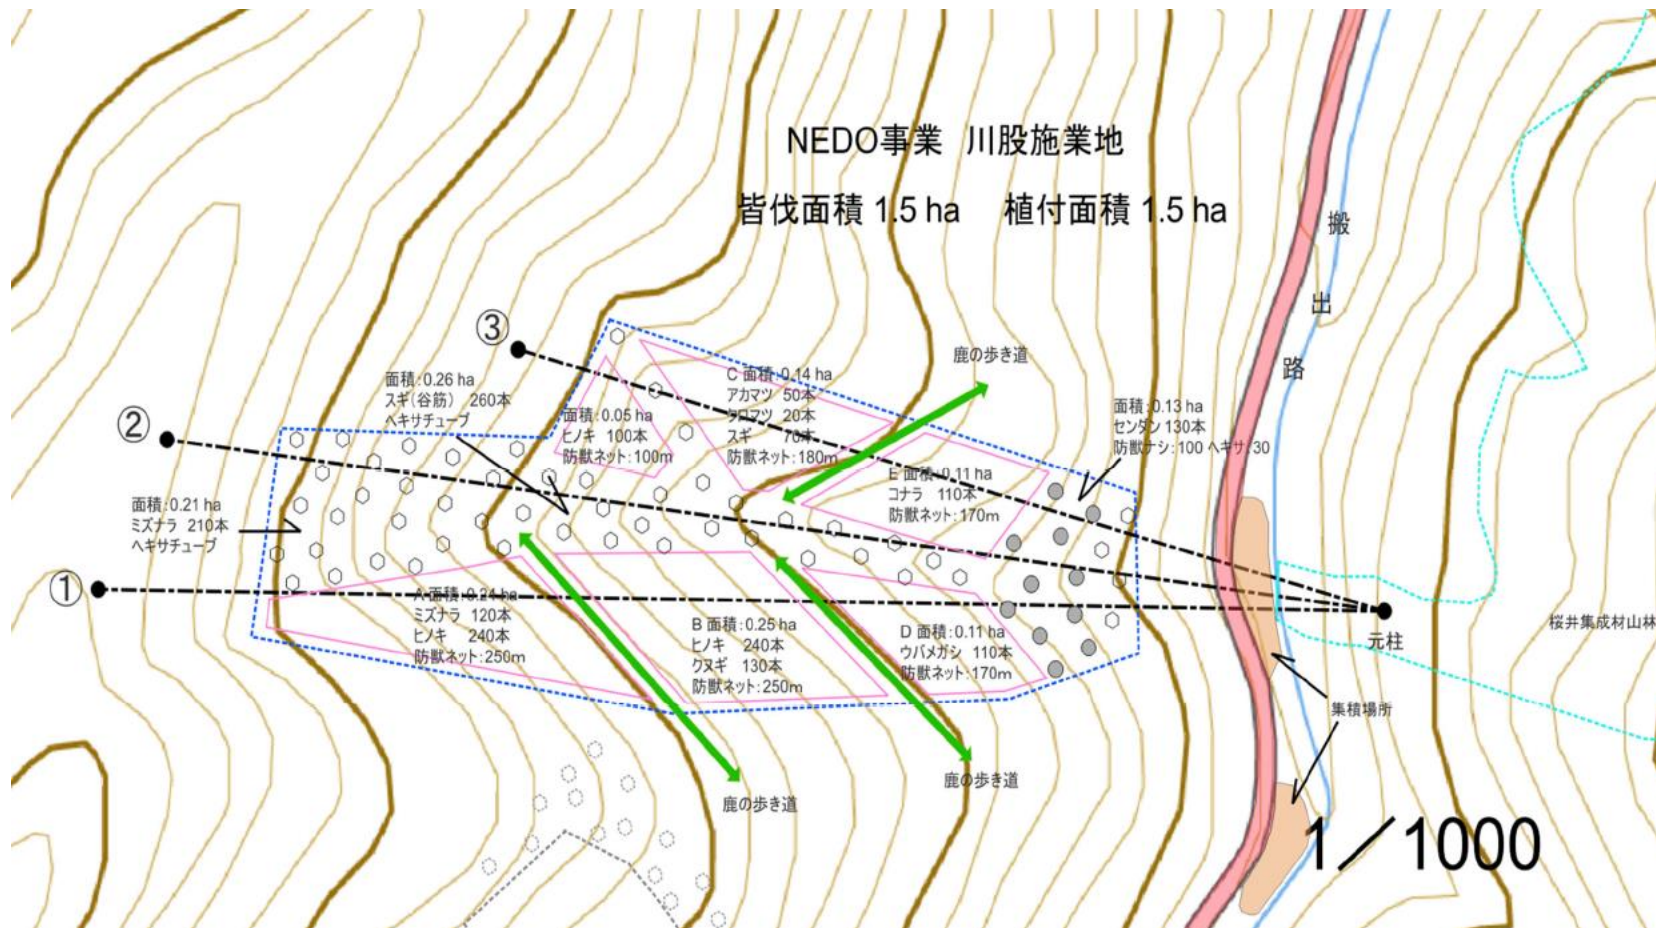 NEDO事業 川股施業地
皆伐面積 1.5 ha 植付面積 1.5 ha
搬
出
路
③
②
①
面積:0.26 ha
スギ(谷筋) 260本
ヘキサチューブ
面積:0.05 ha
ヒノキ 100本
防獣ネット:100m
C 面積:0.14 ha
アカマツ 50本
クロマツ 20本
スギ 70本
防獣ネット:180m
鹿の歩き道
面積:0.13 ha
センダン 130本
防獣ナシ:100 ヘキサ:30
E 面積:0.11 ha
コナラ 110本
防獣ネット:170m
面積:0.21 ha
ミズナラ 210本
ヘキサチューブ
A 面積:0.24 ha
ミズナラ 120本
ヒノキ 240本
防獣ネット:250m
B 面積:0.25 ha
ヒノキ 240本
クヌギ 130本
防獣ネット:250m
D 面積:0.11 ha
ウバメガシ 110本
防獣ネット:170m
元柱
桜井集成材山林
集積場所
鹿の歩き道
鹿の歩き道
1/1000